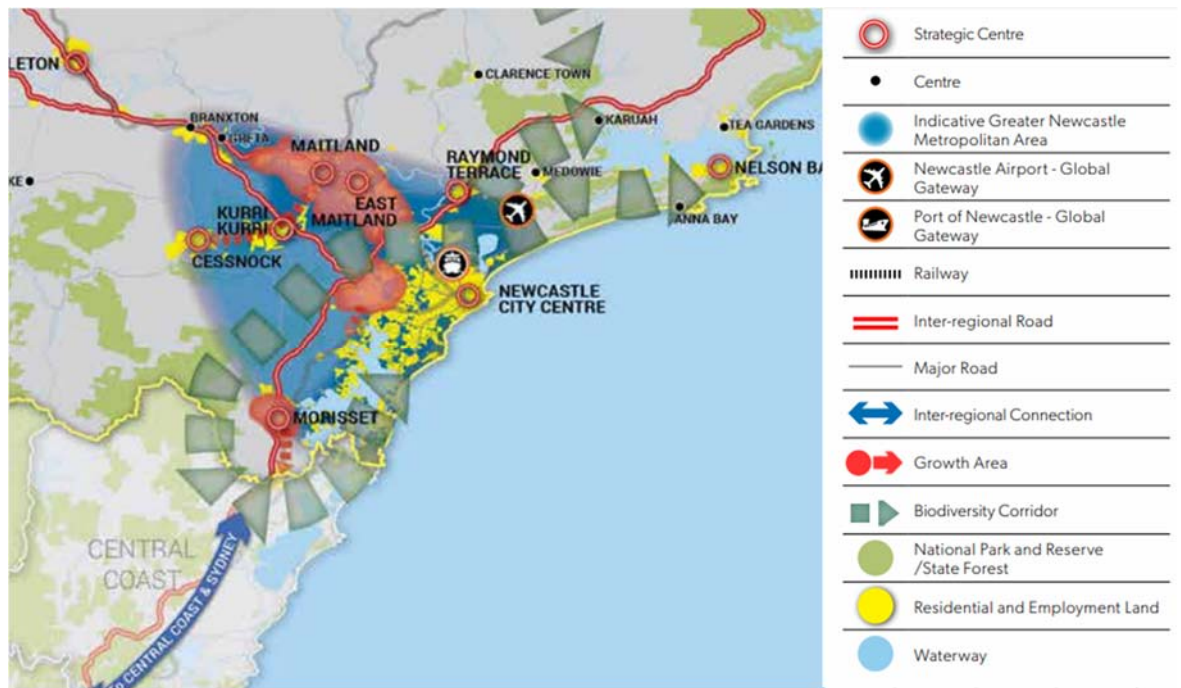 LETON
CLARENCE TOWN
BRANXTON
GRETA
KARUAH
TEA GARDENS
MAITLAND
RAYMOND
TERRACE
MEDOWIE
NELSON BA
KE
EAST
MAITLAND
KURRI
KURRI
ANNA BAY
CESSNOCK
NEWCASTLE
CITY CENTRE
MORISSET
CENTRAL
COAST
CENTRAL COAST & SYDNEY
Strategic Centre
Centre
Indicative Greater Newcastle
Metropolitan Area
Newcastle Airport - Global
Gateway
Port of Newcastle - Global
Gateway
Railway
Inter-regional Road
Major Road
Inter-regional Connection
Growth Area
Biodiversity Corridor
National Park and Reserve
/State Forest
Residential and Employment Land
Waterway